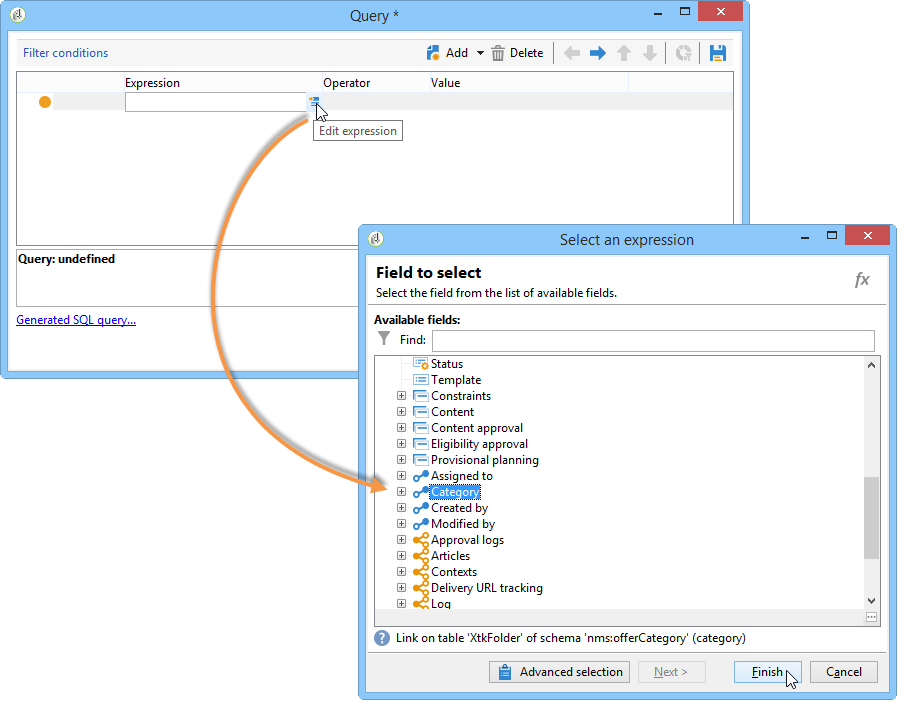 Query *
Filter conditions
Add
Delete
Expression Operator Value
Edit expression
Query: undefined
Generated SQL query...
Select an expression
Field to select
Select the field from the list of available fields.
fx
Available fields:
Find:
Status
Template
Constraints
Content
Content approval
Eligibility approval
Provisional planning
Assigned to
Category
Created by
Modified by
Approval logs
Articles
Contexts
Delivery URL tracking
Log
Link on table 'XtkFolder' of schema 'nms:offerCategory' (category)
Advanced selection Next > Finish Cancel